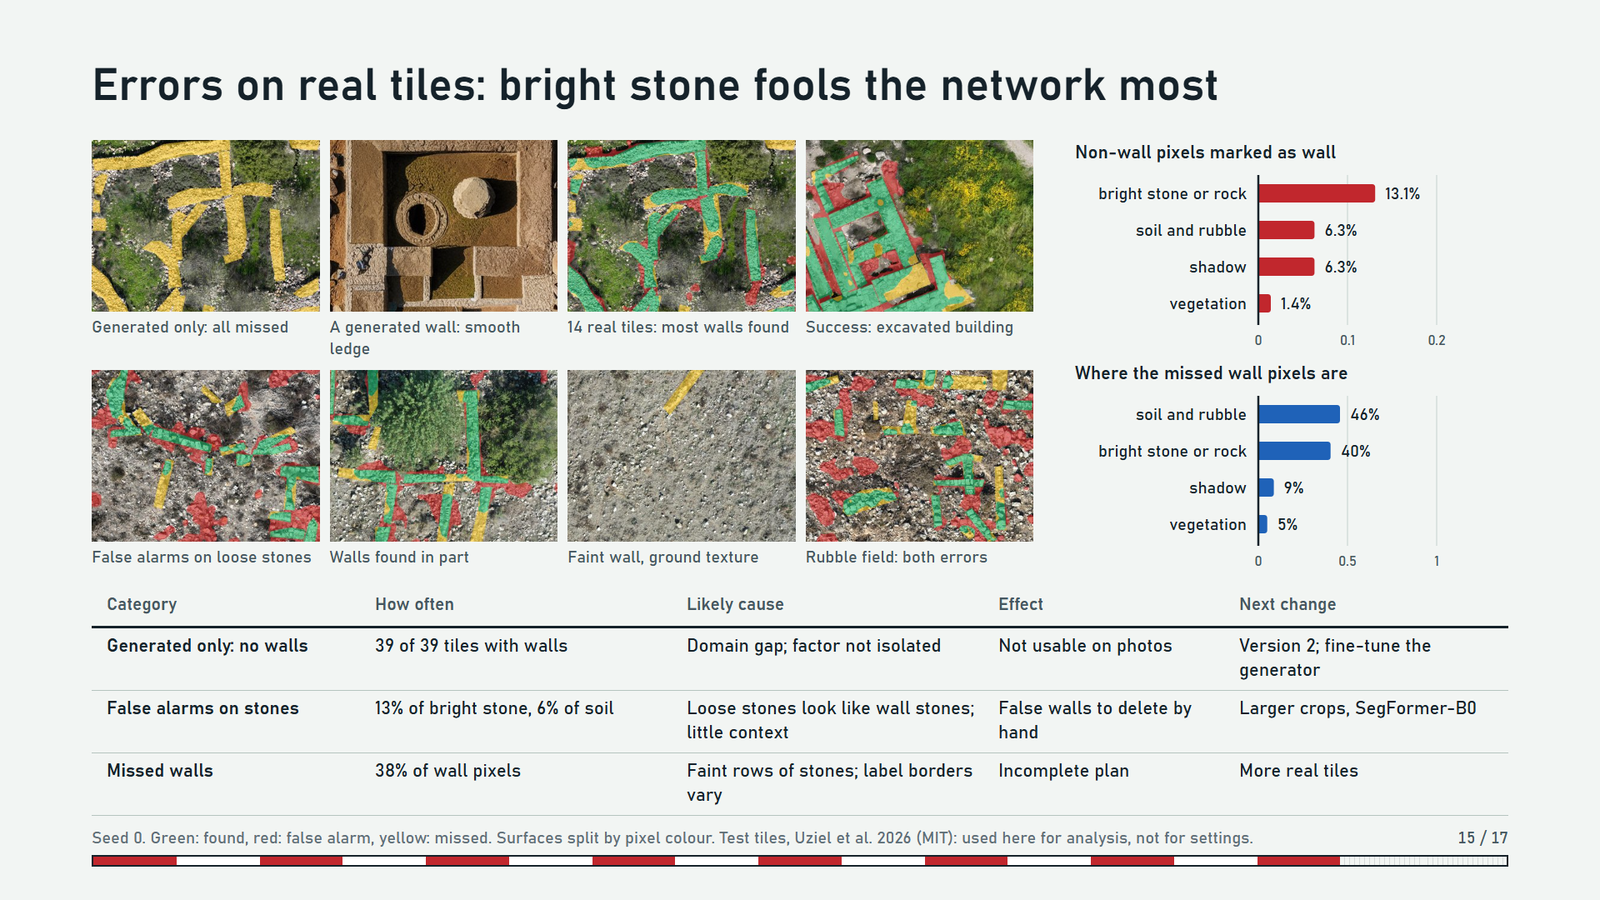 Errors on real tiles: bright stone fools the network most
Generated only: all missed
A generated wall: smooth
ledge
14 real tiles: most walls found
Success: excavated building
False alarms on loose stones
Walls found in part
Faint wall, ground texture
Rubble field: both errors
Non-wall pixels marked as wall
bright stone or rock 13.1%
soil and rubble 6.3%
shadow 6.3%
vegetation 1.4%
0 0.1 0.2
Where the missed wall pixels are
soil and rubble 46%
bright stone or rock 40%
shadow 9%
vegetation 5%
0 0.5 1
Category How often Likely cause Effect Next change
Generated only: no walls 39 of 39 tiles with walls Domain gap; factor not isolated Not usable on photos Version 2; fine-tune the
generator
False alarms on stones 13% of bright stone, 6% of soil Loose stones look like wall stones; False walls to delete by Larger crops, SegFormer-B0
little context hand
Missed walls 38% of wall pixels Faint rows of stones; label borders Incomplete plan More real tiles
vary
Seed 0. Green: found, red: false alarm, yellow: missed. Surfaces split by pixel colour. Test tiles, Uziel et al. 2026 (MIT): used here for analysis, not for settings. 15 / 17